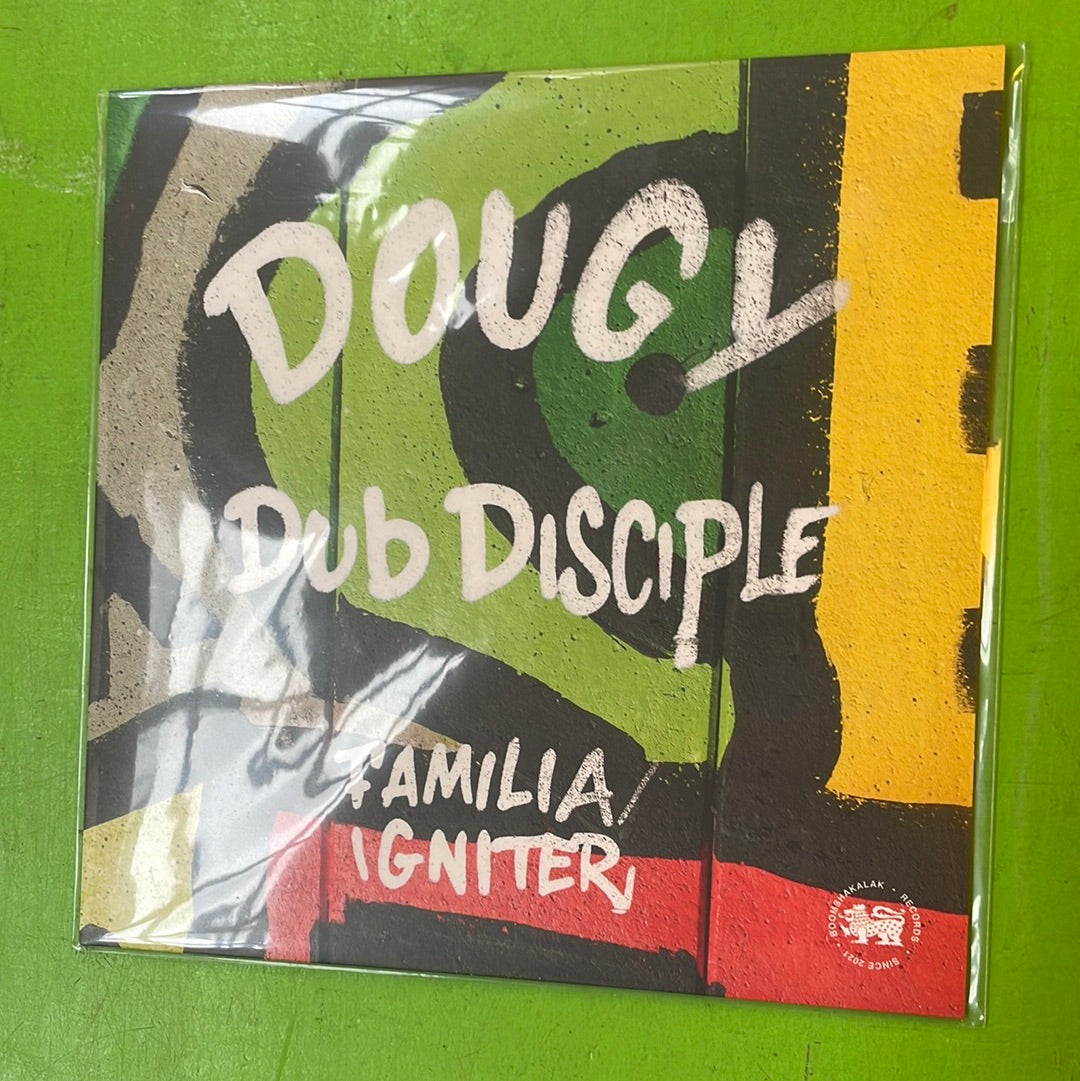 DOUGY
Dub DISCIPLE
FAMILIA/
IGNITER
BOOMSHAKALAK • RECORDS • SINCE 2021 •